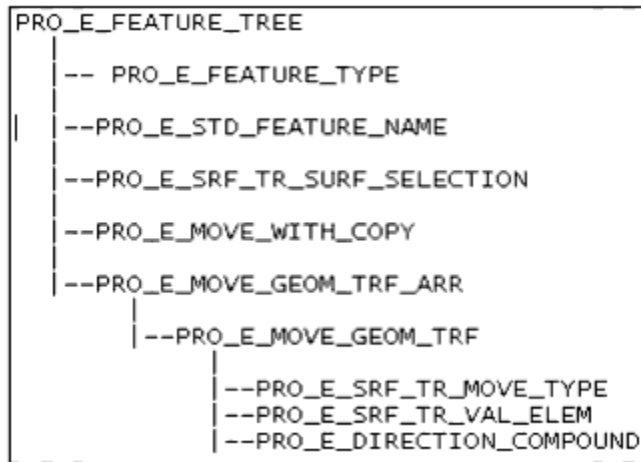 PRO_E_FEATURE_TREE
|-- PRO_E_FEATURE_TYPE
|--PRO_E_STD_FEATURE_NAME
|--PRO_E_SRF_TR_SURF_SELECTION
|--PRO_E_MOVE_WITH_COPY
|--PRO_E_MOVE_GEOM_TRF_ARR
|--PRO_E_MOVE_GEOM_TRF
|--PRO_E_SRF_TR_MOVE_TYPE
|--PRO_E_SRF_TR_VAL_ELEM
|--PRO_E_DIRECTION_COMPOUND